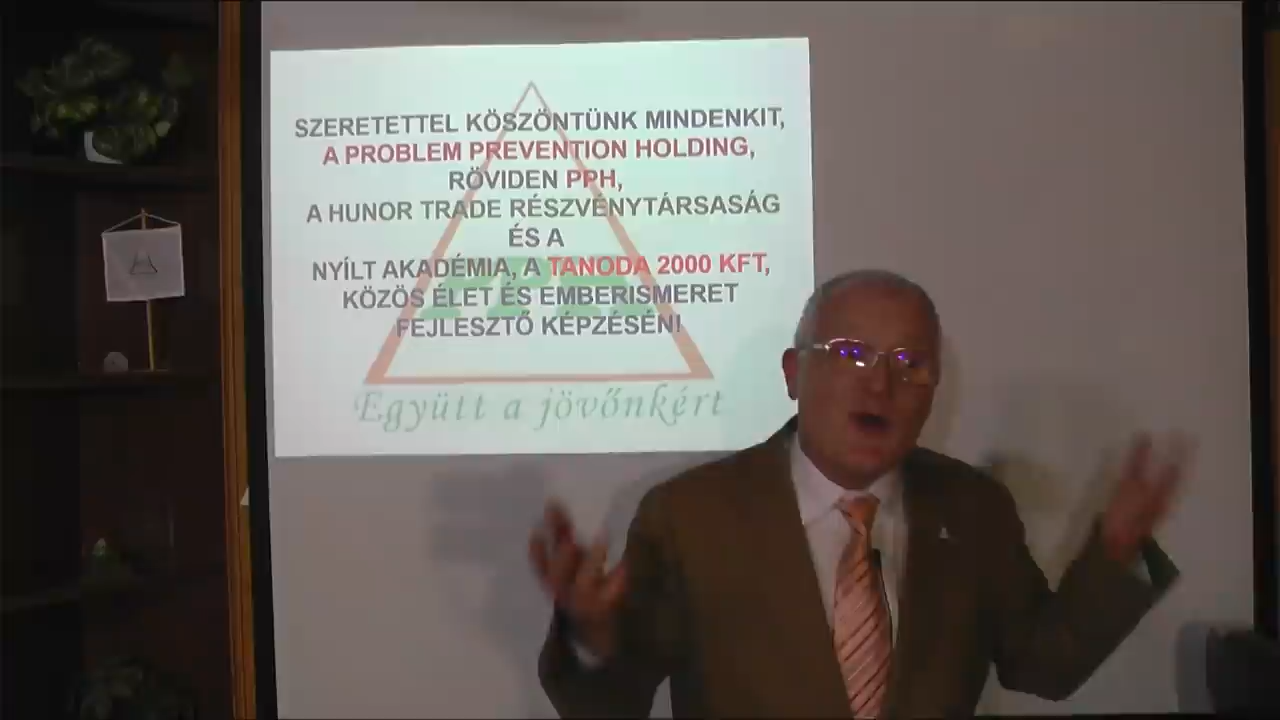 SZERETETTEL KÖSZÖNTÜNK MINDENKIT,
A PROBLEM PREVENTION HOLDING,
RÖVIDEN PPH,
A HUNOR TRADE RÉSZVÉNYTÁRSASÁG
ÉS A
NYÍLT AKADÉMIA, A TANODA 2000 KFT,
KÖZÖS ÉLET ÉS EMBERISMERET
FEJLESZTŐ KÉPZÉSÉN!
PPH
Együtt a jövőnkért